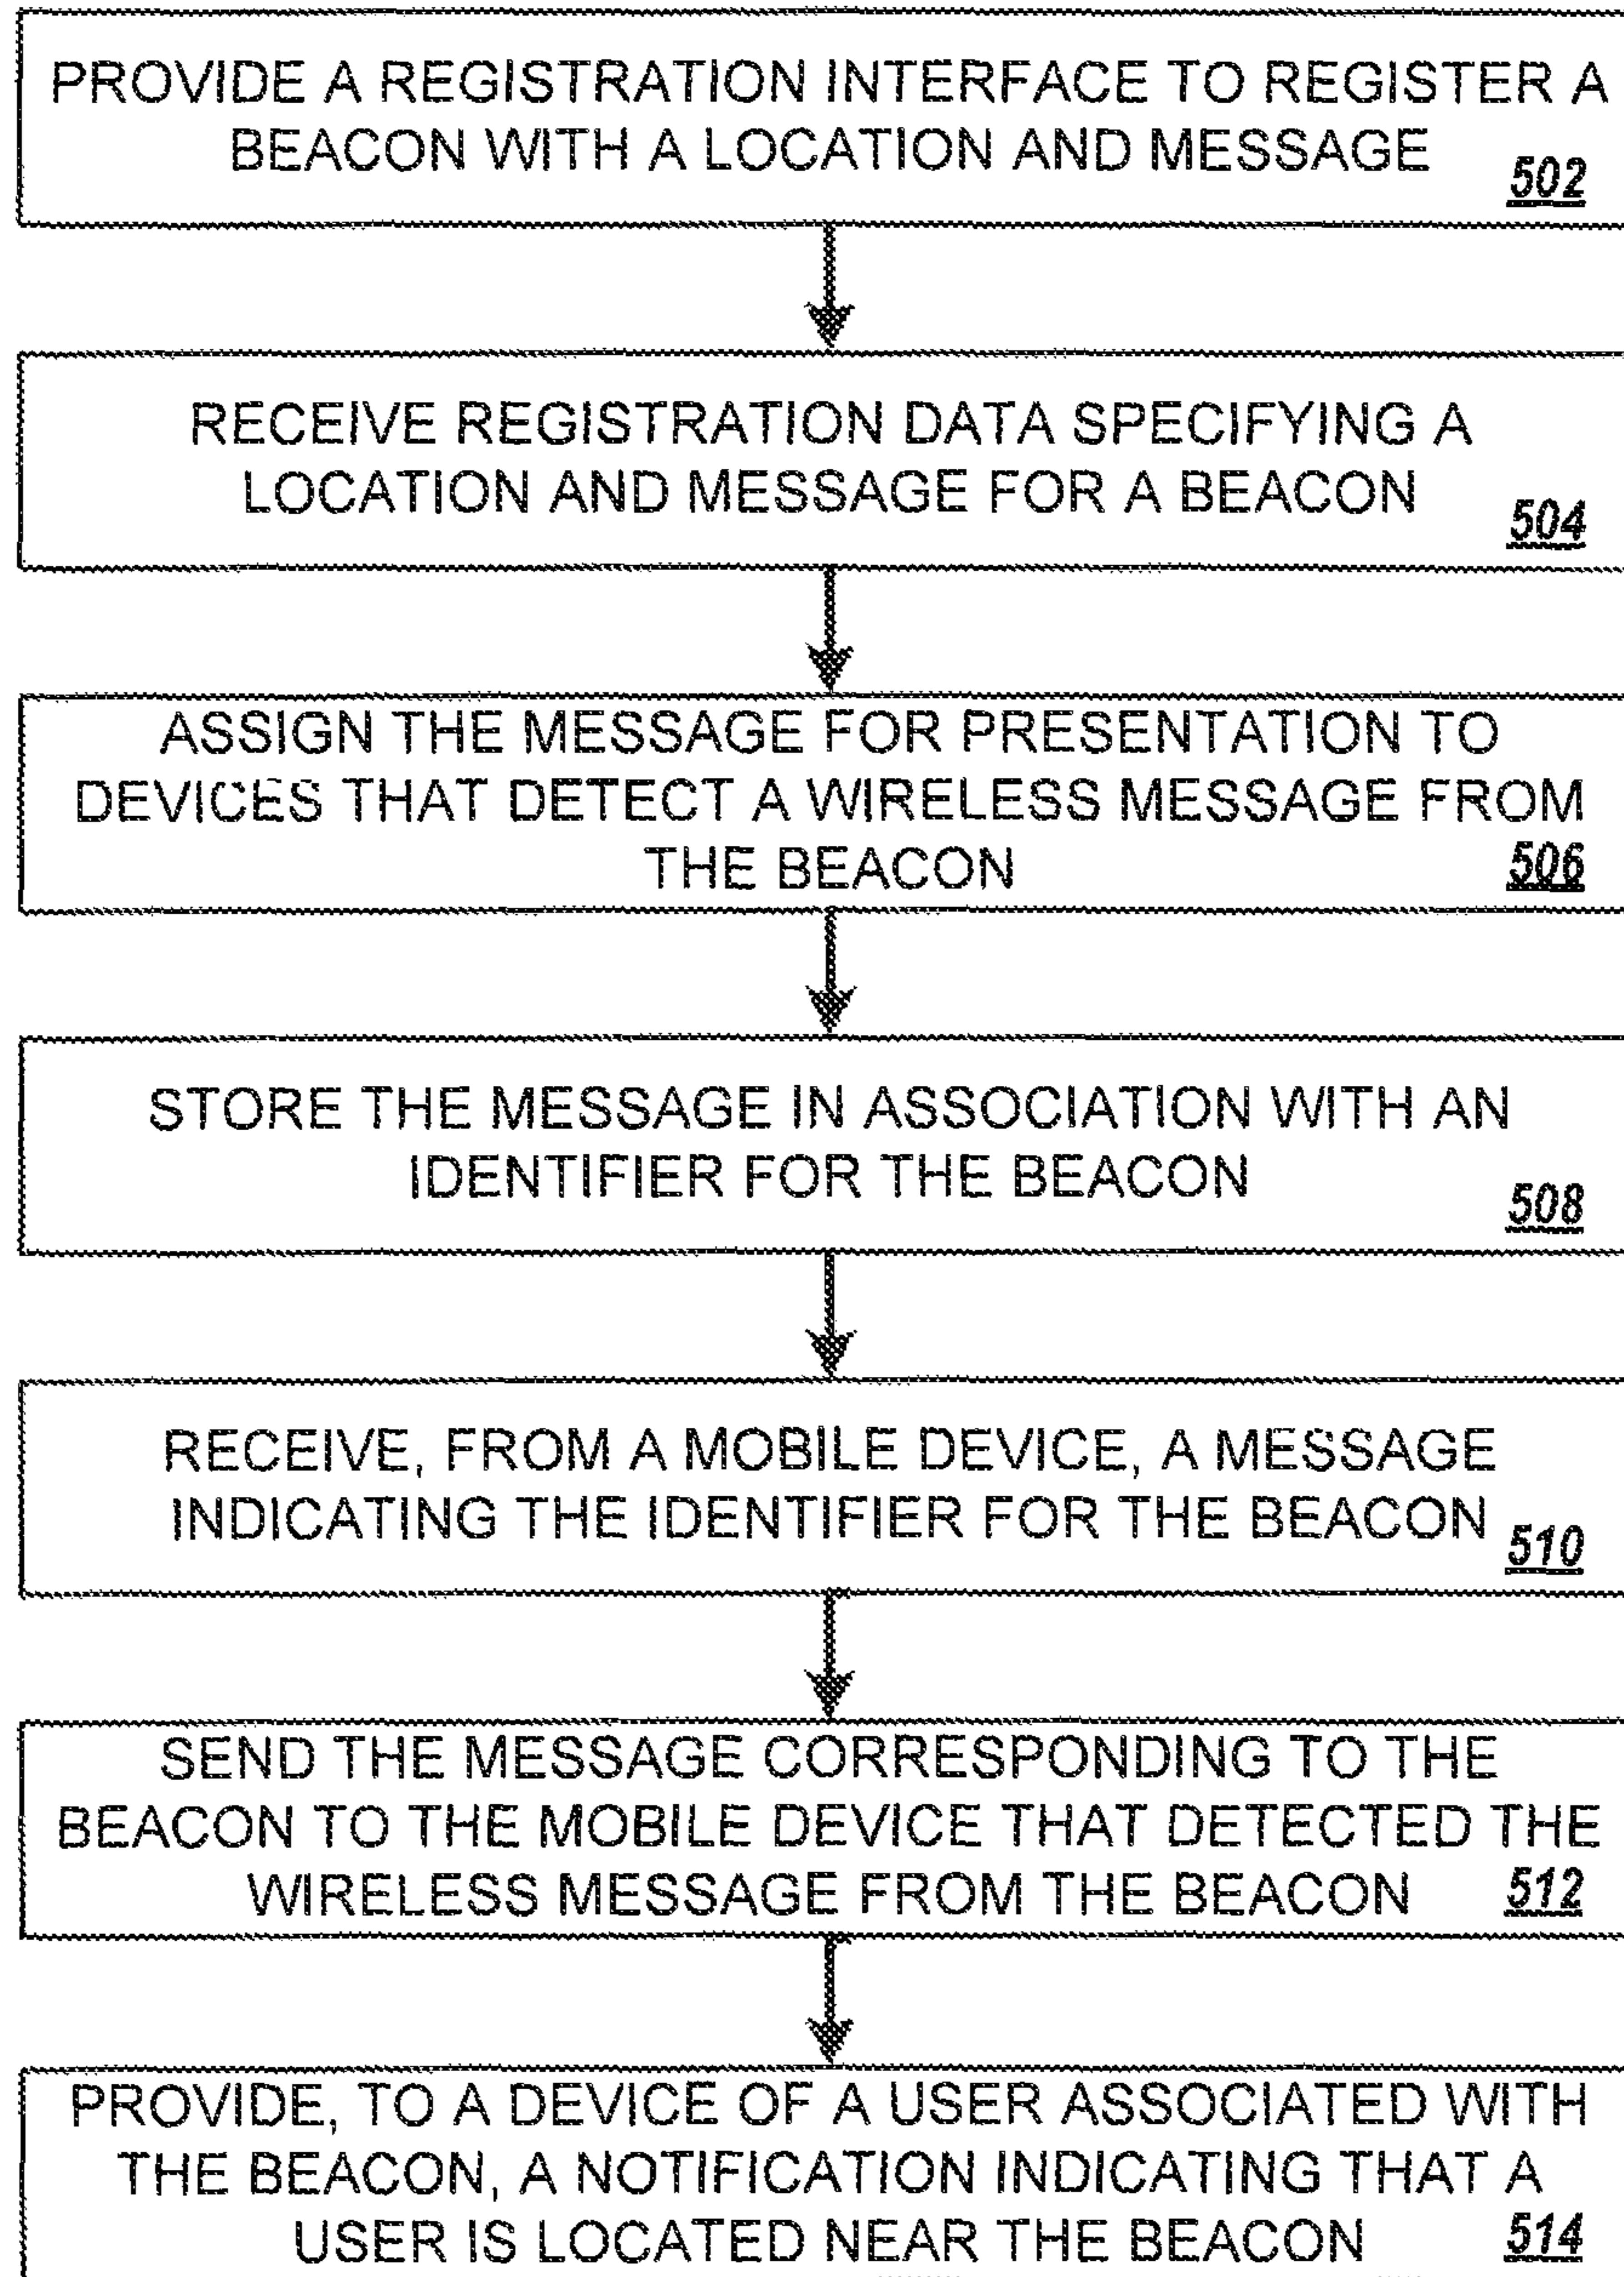 PROVIDE A REGISTRATION INTERFACE TO REGISTER A
BEACON WITH A LOCATION AND MESSAGE
502
RECEIVE REGISTRATION DATA SPECIFYING A
LOCATION AND MESSAGE FOR A BEACON
504
ASSIGN THE MESSAGE FOR PRESENTATION TO
DEVICES THAT DETECT A WIRELESS MESSAGE FROM
THE BEACON
506
STORE THE MESSAGE IN ASSOCIATION WITH AN
IDENTIFIER FOR THE BEACON
508
RECEIVE, FROM A MOBILE DEVICE, A MESSAGE
INDICATING THE IDENTIFIER FOR THE BEACON
510
SEND THE MESSAGE CORRESPONDING TO THE
BEACON TO THE MOBILE DEVICE THAT DETECTED THE
WIRELESS MESSAGE FROM THE BEACON
512
PROVIDE, TO A DEVICE OF A USER ASSOCIATED WITH
THE BEACON, A NOTIFICATION INDICATING THAT A
USER IS LOCATED NEAR THE BEACON
514